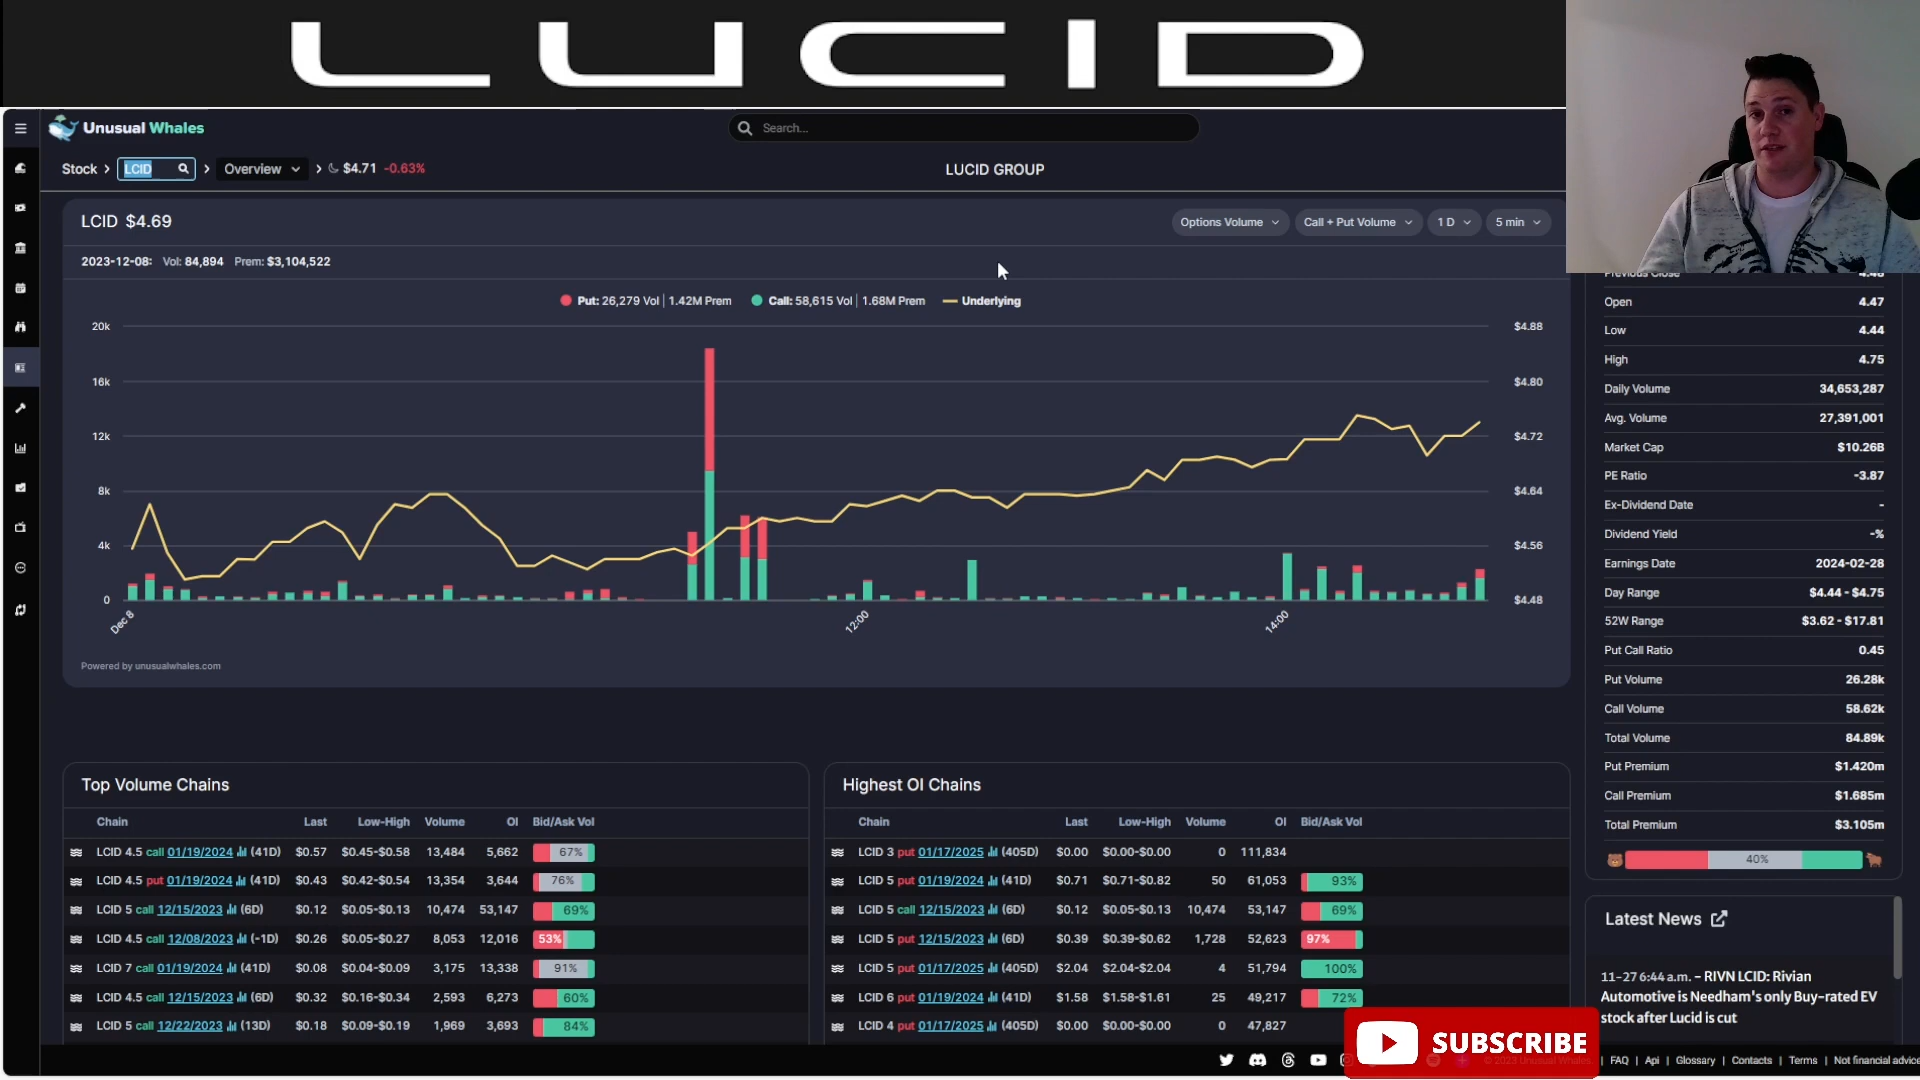 LUCID
Unusual Whales
Search...
Stock > LCID > Overview > $4.71 -0.63%
LUCID GROUP
LCID $4.69
Options Volume
Call + Put Volume
1 D
5 min
2023-12-08: Vol: 84,894 Prem: $3,104,522
Put: 26,279 Vol | 1.42M Prem
Call: 58,615 Vol | 1.68M Prem
Underlying
20k
16k
12k
8k
4k
0
$4.88
$4.80
$4.72
$4.64
$4.56
$4.48
Dec 8
12:00
14:00
Powered by unusualwhales.com
Previous Close 4.48
Open 4.47
Low 4.44
High 4.75
Daily Volume 34,653,287
Avg. Volume 27,391,001
Market Cap $10.26B
PE Ratio -3.87
Ex-Dividend Date -
Dividend Yield -%
Earnings Date 2024-02-28
Day Range $4.44 - $4.75
52W Range $3.62 - $17.81
Put Call Ratio 0.45
Put Volume 26.28k
Call Volume 58.62k
Total Volume 84.89k
Put Premium $1.420m
Call Premium $1.685m
Total Premium $3.105m
40%
Top Volume Chains
Chain Last Low-High Volume OI Bid/Ask Vol
LCID 4.5 call 01/19/2024 (41D) $0.57 $0.45-$0.58 13,484 5,662 67%
LCID 4.5 put 01/19/2024 (41D) $0.43 $0.42-$0.54 13,354 3,644 76%
LCID 5 call 12/15/2023 (6D) $0.12 $0.05-$0.13 10,474 53,147 69%
LCID 4.5 call 12/08/2023 (-1D) $0.26 $0.05-$0.27 8,053 12,016 53%
LCID 7 call 01/19/2024 (41D) $0.08 $0.04-$0.09 3,175 13,338 91%
LCID 4.5 call 12/15/2023 (6D) $0.32 $0.16-$0.34 2,593 6,273 60%
LCID 5 call 12/22/2023 (13D) $0.18 $0.09-$0.19 1,969 3,693 84%
Highest OI Chains
Chain Last Low-High Volume OI Bid/Ask Vol
LCID 3 put 01/17/2025 (405D) $0.00 $0.00-$0.00 0 111,834
LCID 5 put 01/19/2024 (41D) $0.71 $0.71-$0.82 50 61,053 93%
LCID 5 call 12/15/2023 (6D) $0.12 $0.05-$0.13 10,474 53,147 69%
LCID 5 put 12/15/2023 (6D) $0.39 $0.39-$0.62 1,728 52,623 97%
LCID 5 put 01/17/2025 (405D) $2.04 $2.04-$2.04 4 51,794 100%
LCID 6 put 01/19/2024 (41D) $1.58 $1.58-$1.61 25 49,217 72%
LCID 4 put 01/17/2025 (405D) $0.00 $0.00-$0.00 0 47,827
Latest News
11-27 6:44 a.m. - RIVN LCID: Rivian
Automotive is Needham's only Buy-rated EV
stock after Lucid is cut
SUBSCRIBE
| FAQ | Api | Glossary | Contacts | Terms | Not financial advice